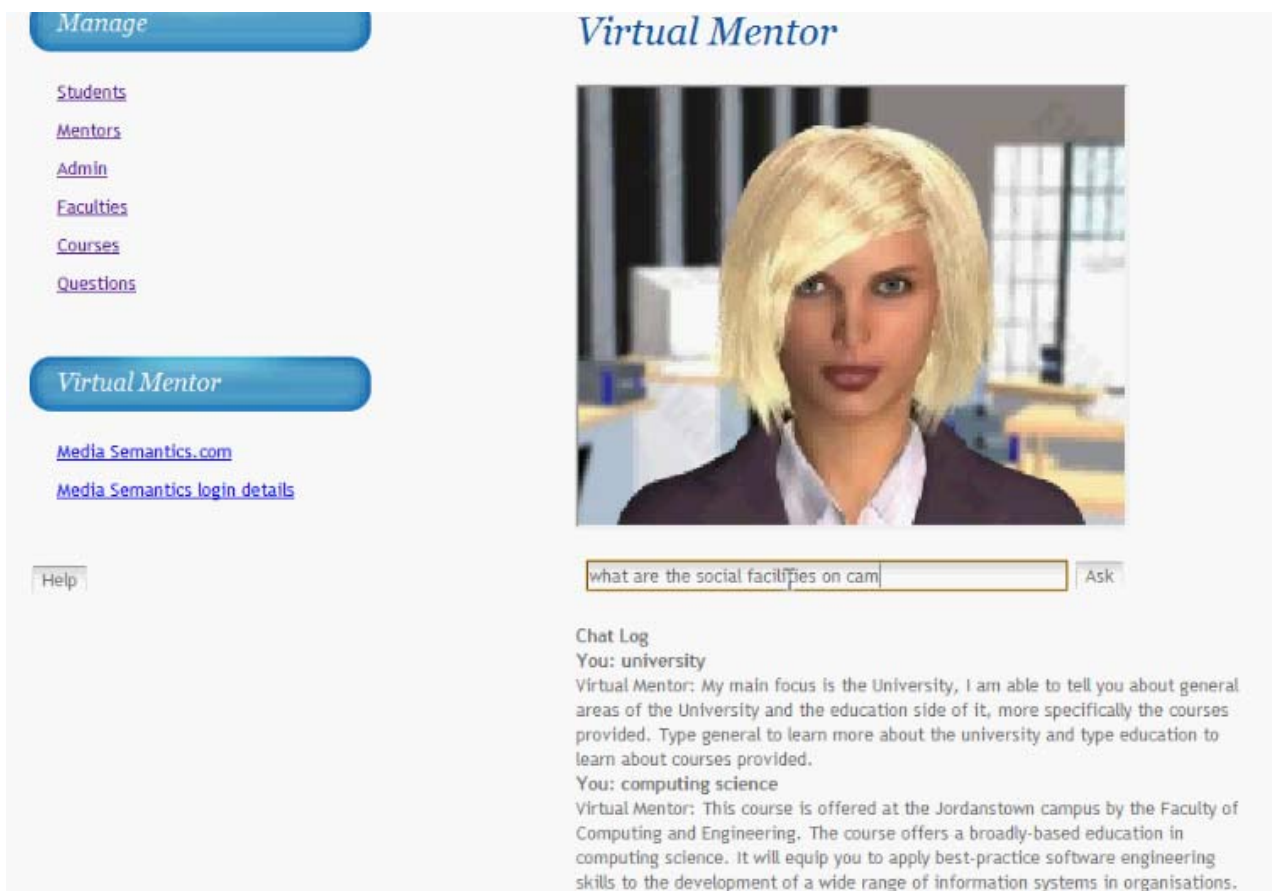 Manage
Students
Mentors
Admin
Faculties
Courses
Questions
Virtual Mentor
Media Semantics.com
Media Semantics login details
Help
Virtual Mentor
what are the social facilities on cam
Ask
Chat Log
You: university
Virtual Mentor: My main focus is the University, I am able to tell you about general
areas of the University and the education side of it, more specifically the courses
provided. Type general to learn more about the university and type education to
learn about courses provided.
You: computing science
Virtual Mentor: This course is offered at the Jordanstown campus by the Faculty of
Computing and Engineering. The course offers a broadly-based education in
computing science. It will equip you to apply best-practice software engineering
skills to the development of a wide range of information systems in organisations.